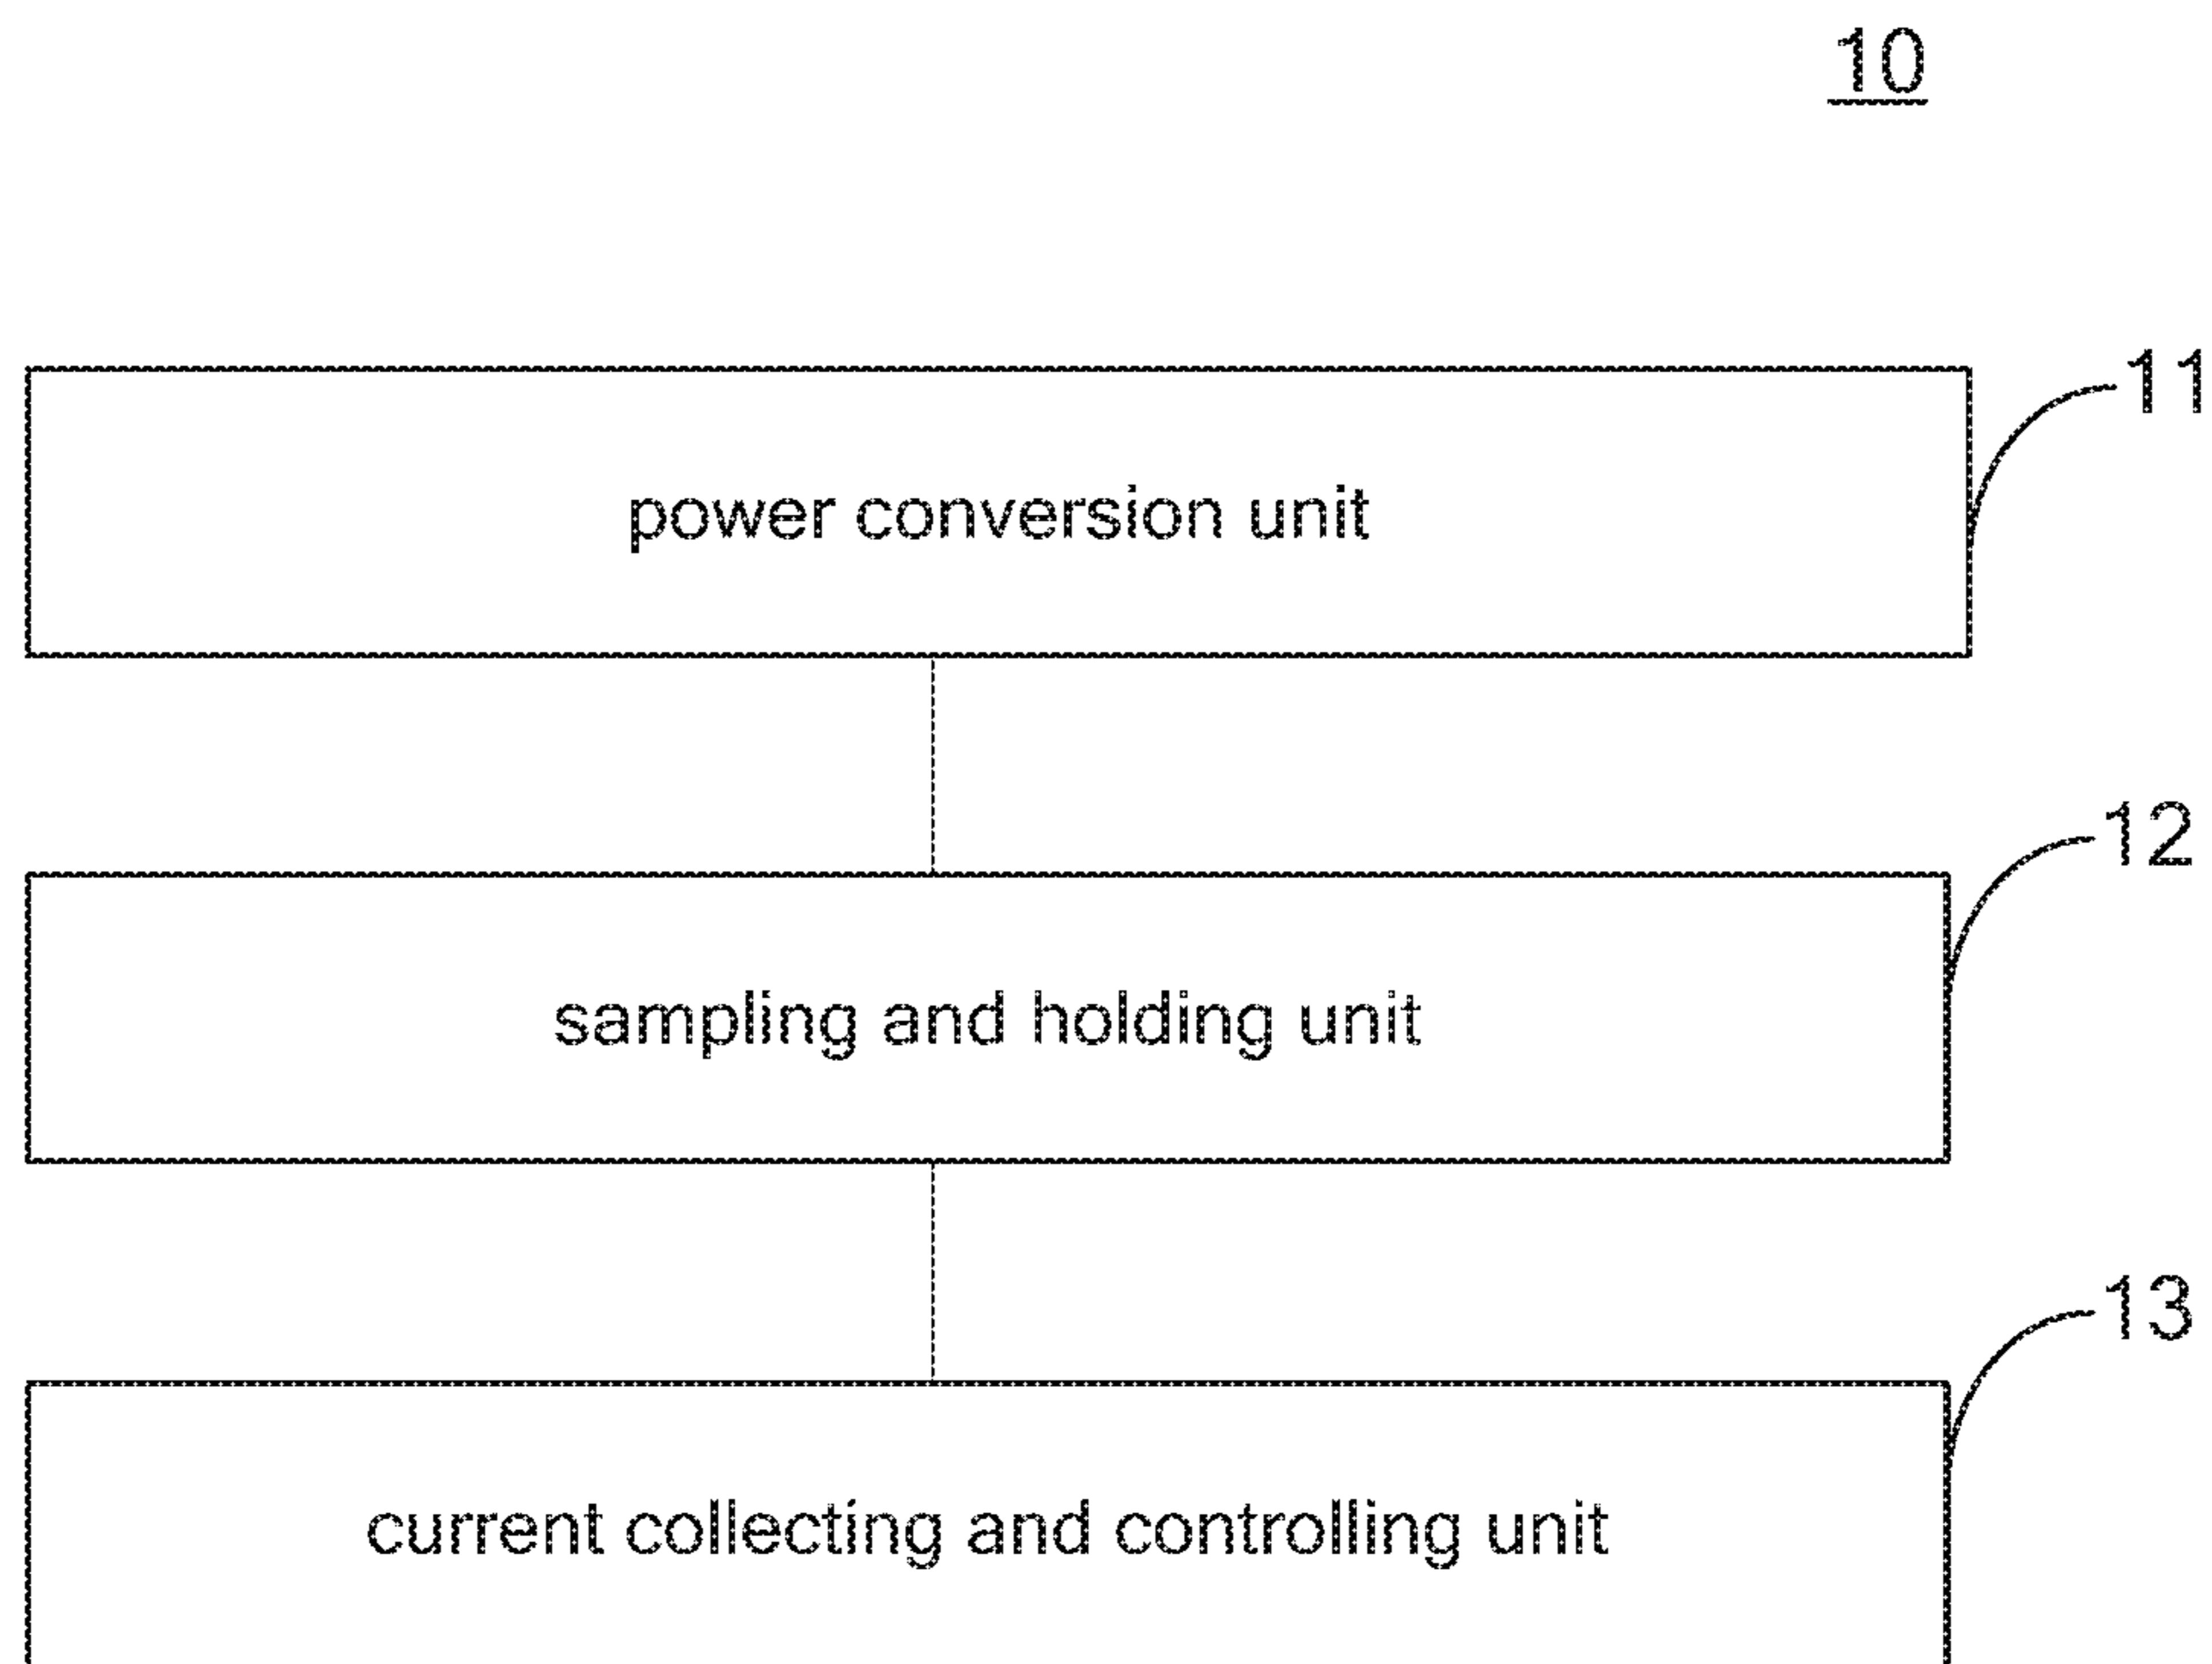 10
11
power conversion unit
12
sampling and holding unit
13
current collecting and controlling unit